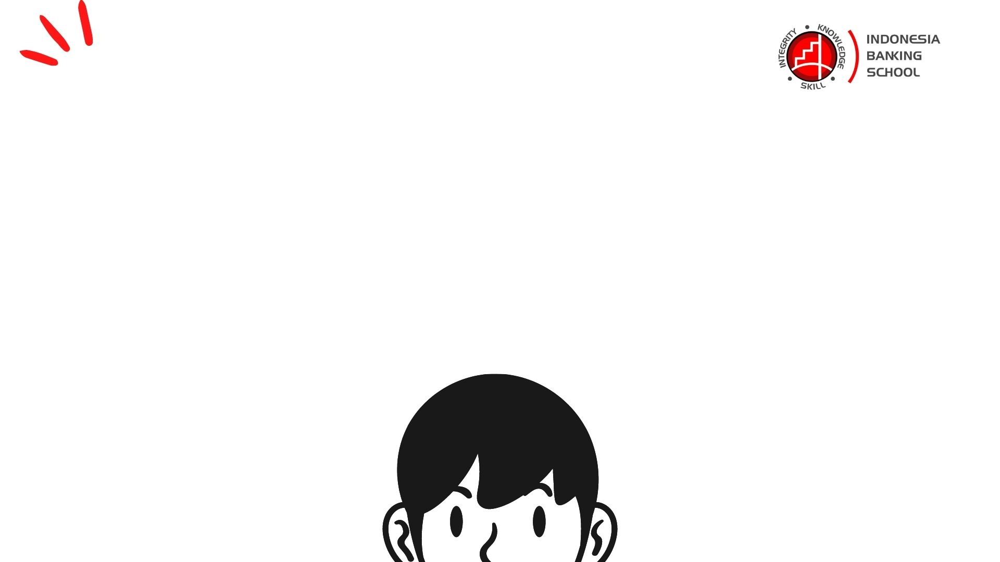 INTEGRITY
KNOWLEDGE
SKILL
INDONESIA
BANKING
SCHOOL